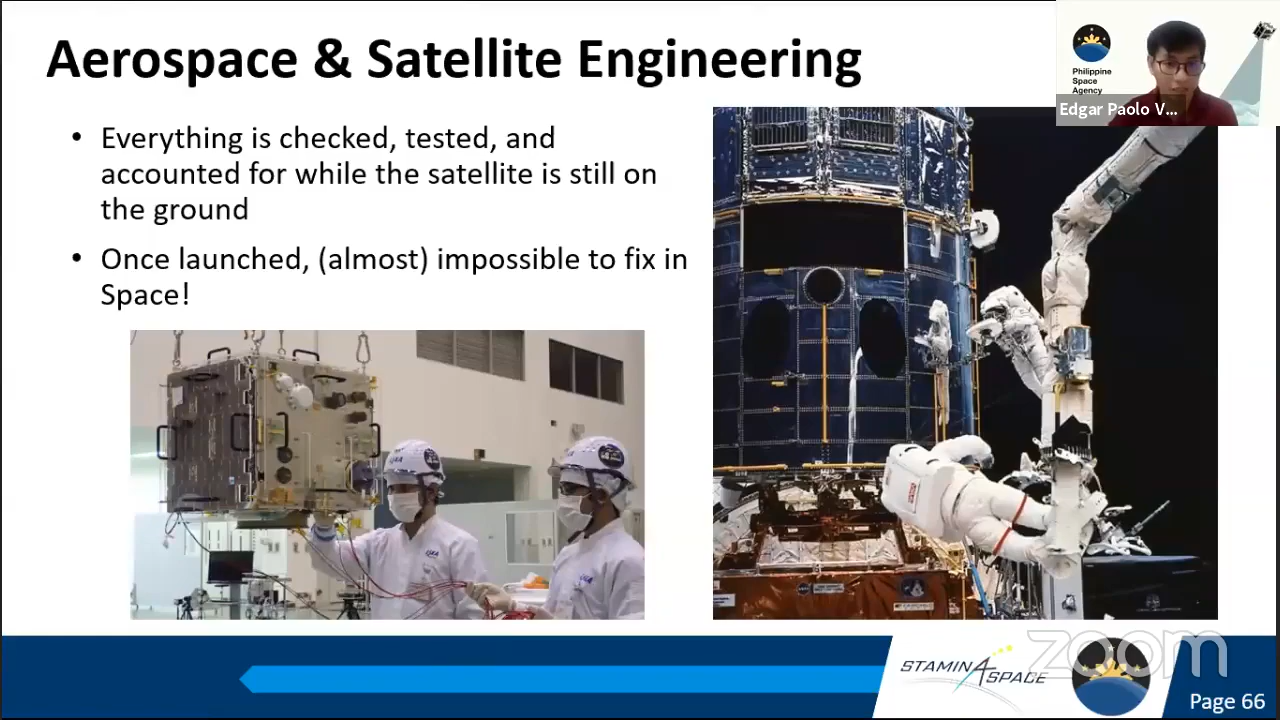 Aerospace & Satellite Engineering
Philippine
Space
Agency
Edgar Paolo V...
• Everything is checked, tested, and
accounted for while the satellite is still on
the ground
• Once launched, (almost) impossible to fix in
Space!
STAMIN4SPACE
zoom
Page 66